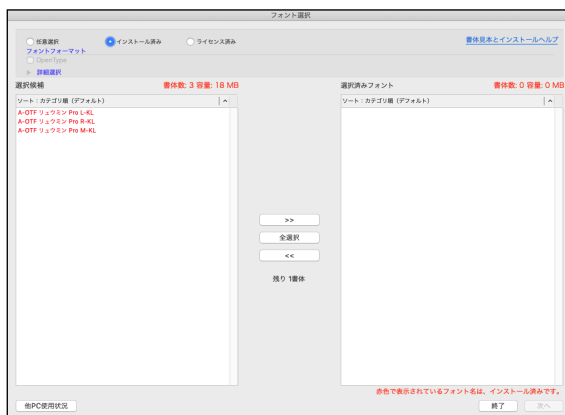 フォント選択
任意選択
インストール済み
ライセンス済み
書体見本とインストールヘルプ
フォントフォーマット
OpenType
詳細選択
選択候補
書体数: 3 容量: 18 MB
選択済みフォント
書体数: 0 容量: 0 MB
ソート：カテゴリ順（デフォルト）
ソート：カテゴリ順（デフォルト）
A-OTF リュウミン Pro L-KL
A-OTF リュウミン Pro R-KL
A-OTF リュウミン Pro M-KL
>>
全選択
<<
残り 1書体
赤色で表示されているフォント名は、インストール済みです。
他PC使用状況
終了
次へ